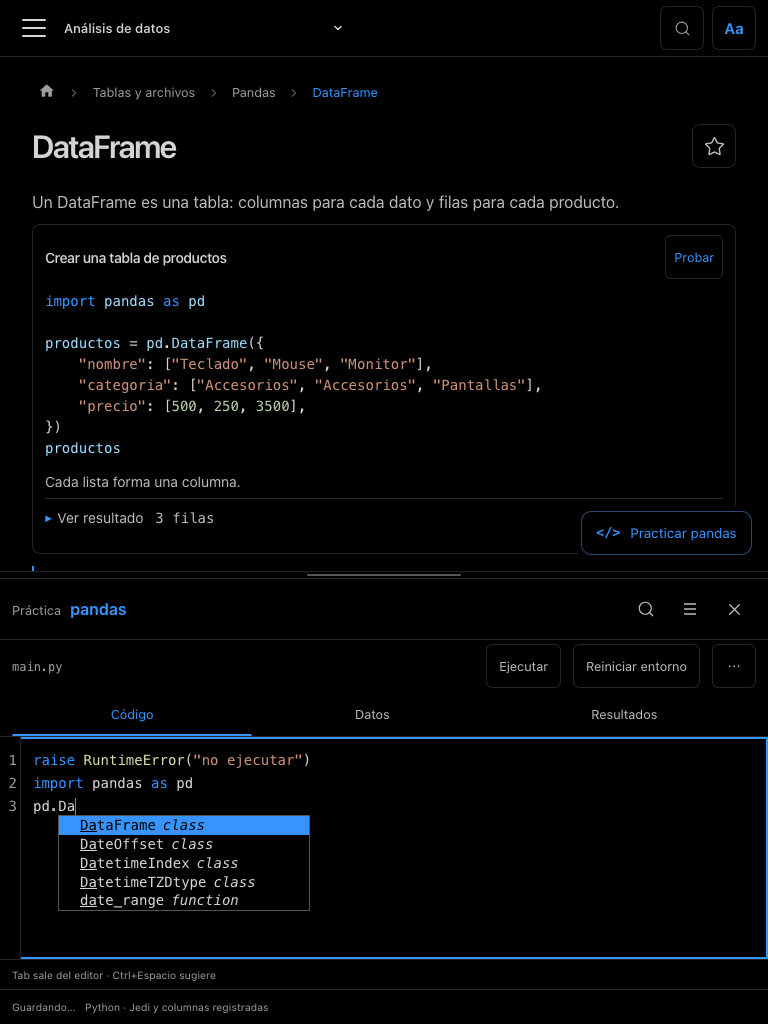 Análisis de datos
Aa
Tablas y archivos > Pandas > DataFrame
DataFrame
Un DataFrame es una tabla: columnas para cada dato y filas para cada producto.
Crear una tabla de productos
Probar
import pandas as pd
productos = pd.DataFrame({
    "nombre": ["Teclado", "Mouse", "Monitor"],
    "categoria": ["Accesorios", "Accesorios", "Pantallas"],
    "precio": [500, 250, 3500],
})
productos
Cada lista forma una columna.
▸ Ver resultado 3 filas
</> Practicar pandas
Práctica pandas
main.py
Ejecutar
Reiniciar entorno
...
Código
Datos
Resultados
1 raise RuntimeError("no ejecutar")
2 import pandas as pd
3 pd.Da
DataFrame class
DateOffset class
DatetimeIndex class
DatetimeTZDtype class
date_range function
Tab sale del editor · Ctrl+Espacio sugiere
Guardando... Python · Jedi y columnas registradas